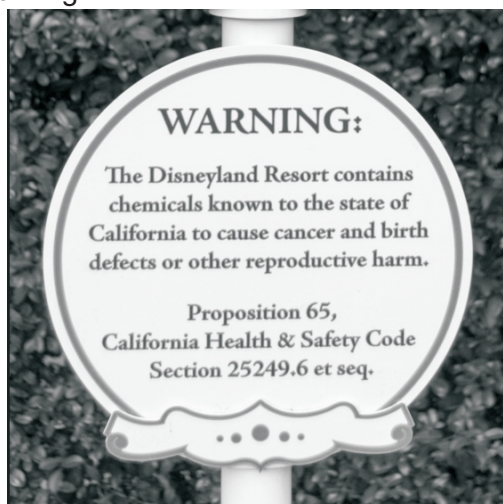 WARNING:
The Disneyland Resort contains
chemicals known to the state of
California to cause cancer and birth
defects or other reproductive harm.
Proposition 65,
California Health & Safety Code
Section 25249.6 et seq.